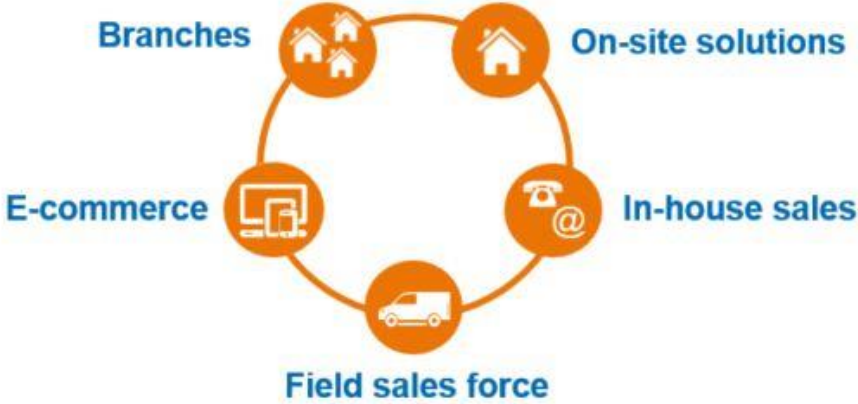 Branches
On-site solutions
E-commerce
@
In-house sales
Field sales force